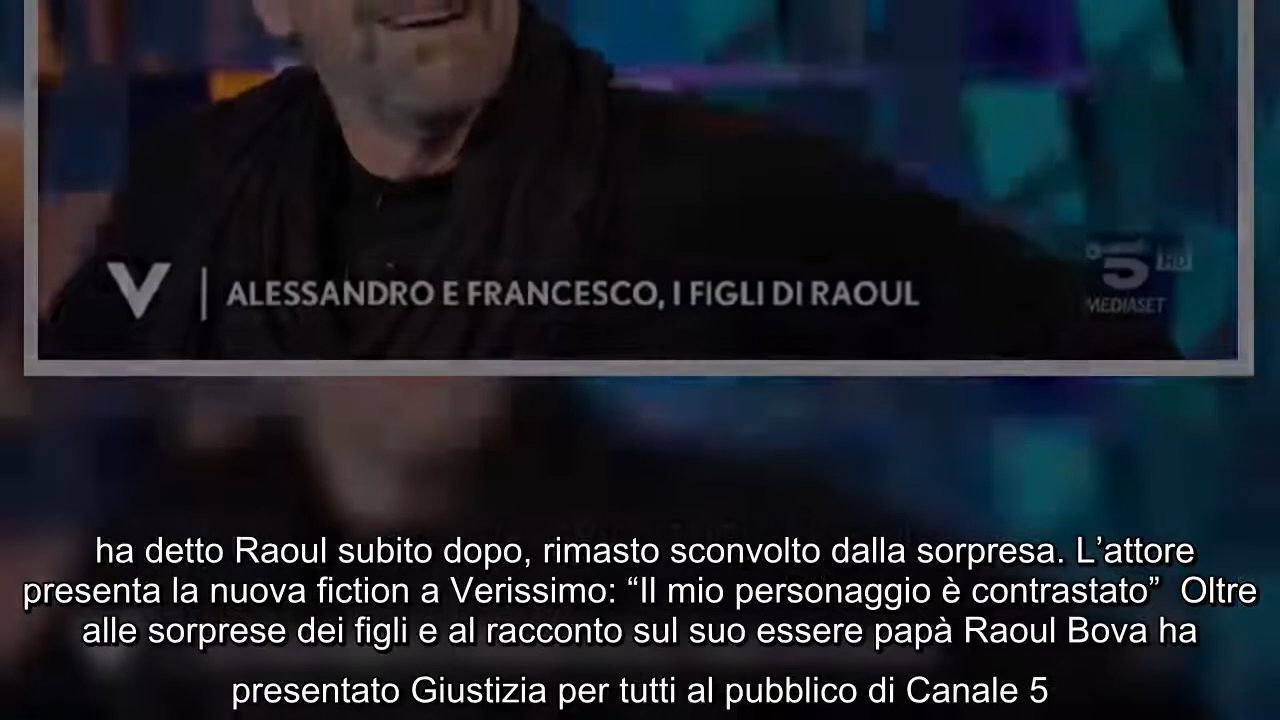 V | ALESSANDRO E FRANCESCO, I FIGLI DI RAOUL
5 HD
MEDIASET
ha detto Raoul subito dopo, rimasto sconvolto dalla sorpresa. L’attore
presenta la nuova fiction a Verissimo: “Il mio personaggio è contrastato”  Oltre
alle sorprese dei figli e al racconto sul suo essere papà Raoul Bova ha
presentato Giustizia per tutti al pubblico di Canale 5